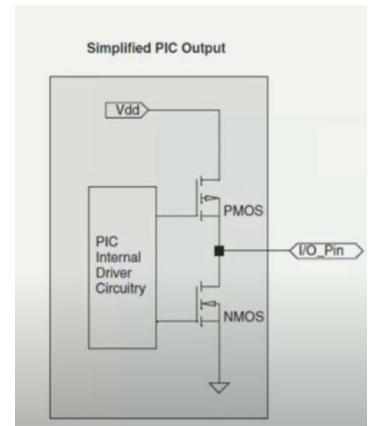 Simplified PIC Output
Vdd
PMOS
PIC
Internal
Driver
Circuitry
I/O_Pin
NMOS